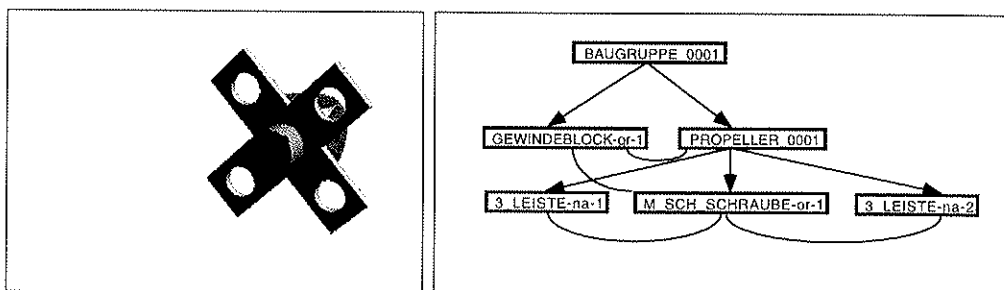 BAUGRUPPE 0001
GEWINDEBLOCK-or-1 PROPELLER 0001
3 LEISTE-na-1 M SCH SCHRAUBE-or-1 3 LEISTE-na-2